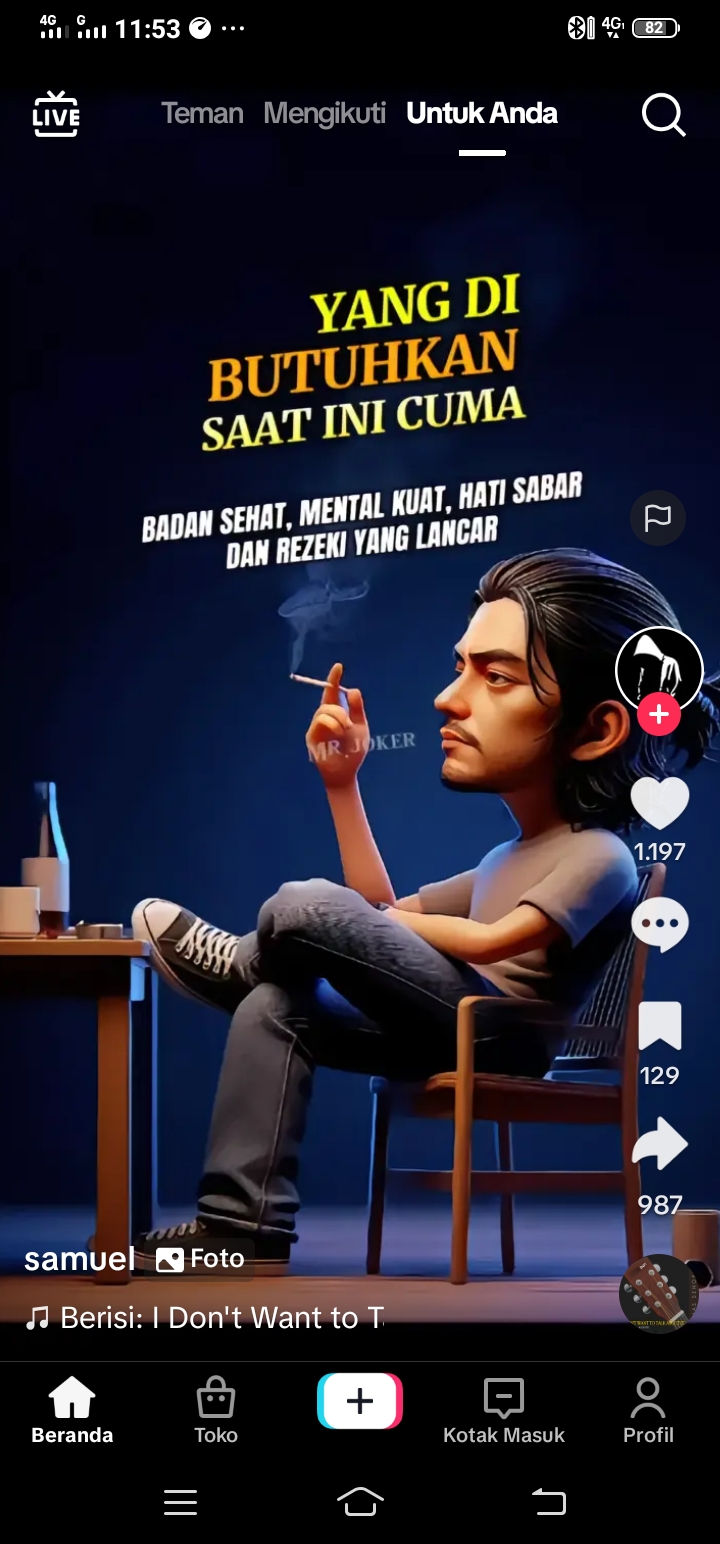 4G G 11:53 ... 4G 82
LIVE Teman Mengikuti Untuk Anda
YANG DI
BUTUHKAN
SAAT INI CUMA
BADAN SEHAT, MENTAL KUAT, HATI SABAR
DAN REZEKI YANG LANCAR
MR.JOKER
1.197
129
987
samuel Foto
Berisi: I Don't Want to T
Beranda Toko Kotak Masuk Profil